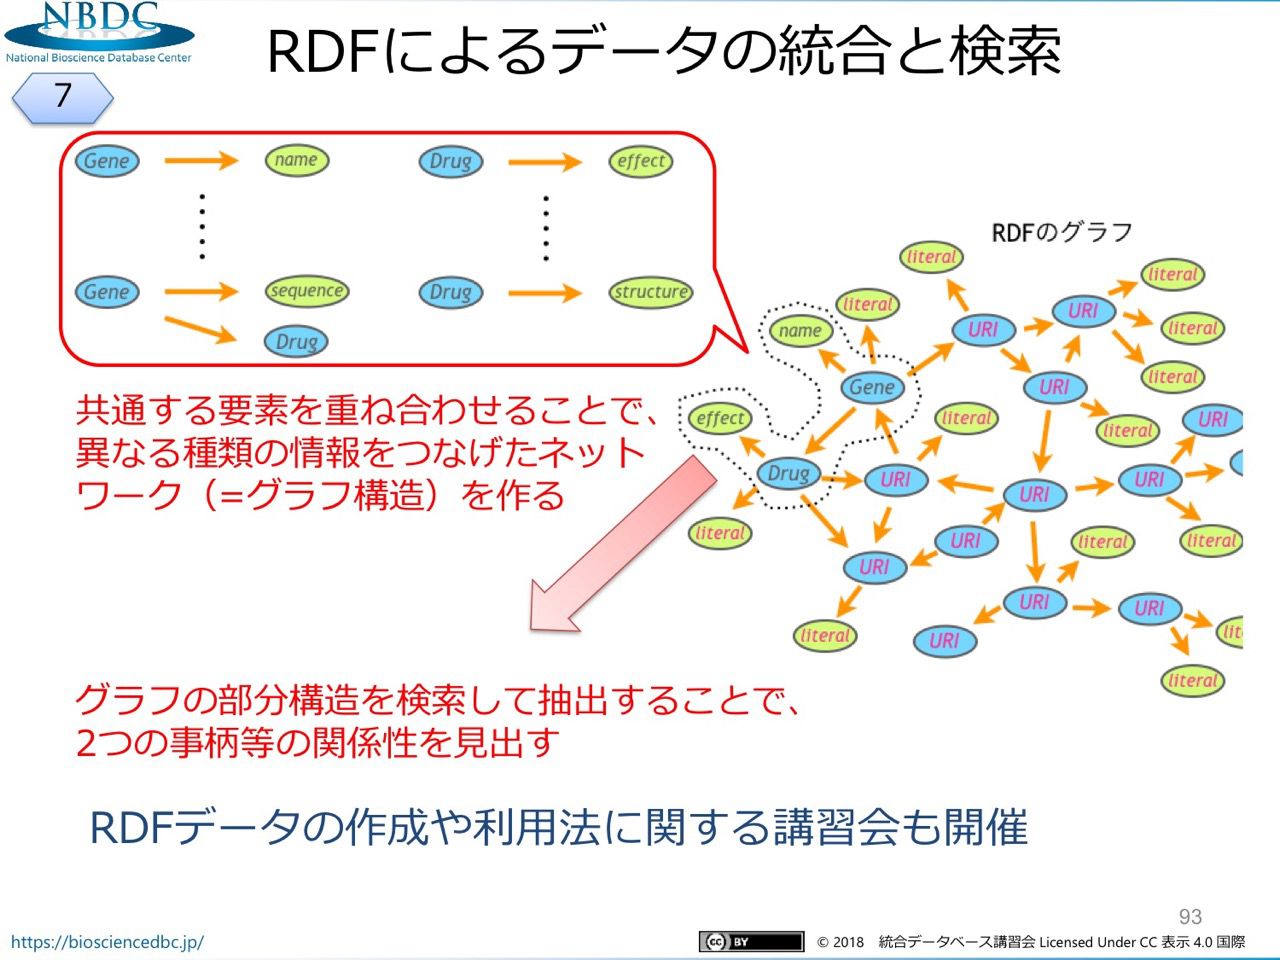 NBDC
National Bioscience Database Center
RDFによるデータの統合と検索
7
Gene name Drug effect
Gene sequence Drug structure
Drug
RDFのグラフ
literal
literal
literal
name
URI
URI
literal
Gene
URI
literal
effect
literal
literal
URI
Drug
URI
URI
URI
literal
URI
literal
literal
URI
URI
URI
literal
URI
literal
literal
共通する要素を重ね合わせることで、
異なる種類の情報をつなげたネット
ワーク（=グラフ構造）を作る
グラフの部分構造を検索して抽出することで、
2つの事柄等の関係性を見出す
RDFデータの作成や利用法に関する講習会も開催
93
https://biosciencedbc.jp/
cc BY
© 2018 統合データベース講習会 Licensed Under CC 表示 4.0 国際